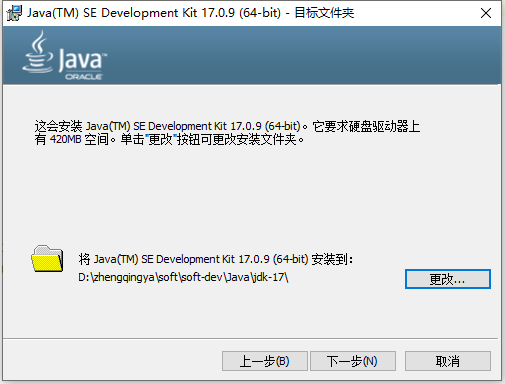 Java(TM) SE Development Kit 17.0.9 (64-bit) - 目标文件夹
Java
ORACLE
这会安装 Java(TM) SE Development Kit 17.0.9 (64-bit)。它要求硬盘驱动器上
有 420MB 空间。单击"更改"按钮可更改安装文件夹。
将 Java(TM) SE Development Kit 17.0.9 (64-bit) 安装到:
D:\zhengqingya\soft\soft-dev\Java\jdk-17\
更改...
上一步(B)
下一步(N)
取消